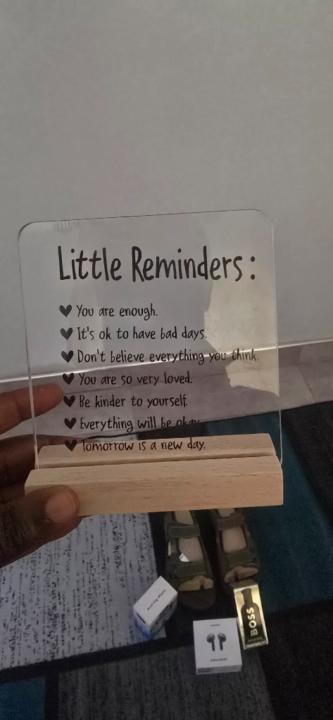 Little Reminders:
You are enough.
It's ok to have bad days.
Don't believe everything you think.
You are so very loved.
Be kinder to yourself.
Everything will be okay.
Tomorrow is a new day.
BOSS